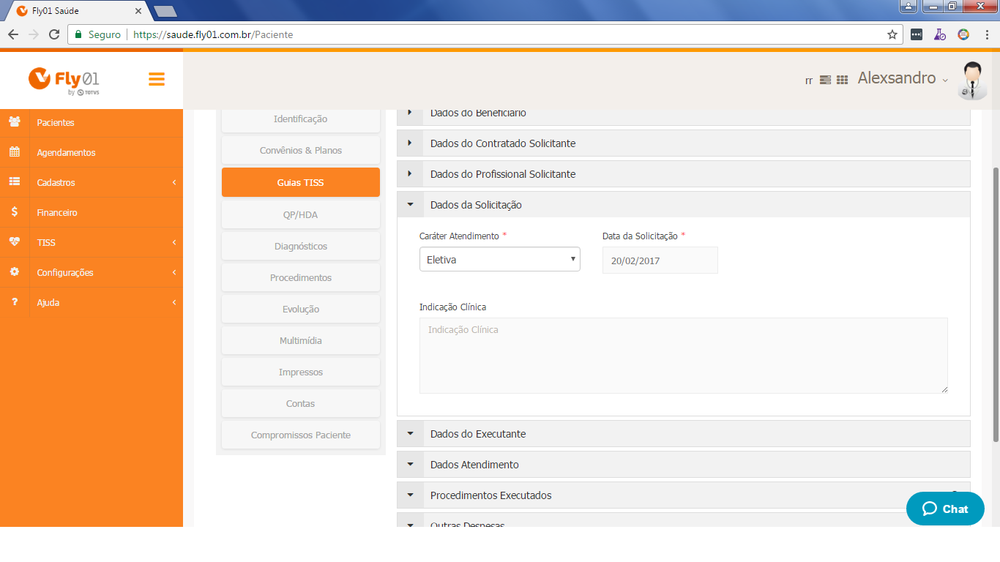 Fly01 Saúde
Seguro
https://saude.fly01.com.br/Paciente
Fly01
by TOTVS
rr
Alexsandro
Pacientes
Agendamentos
Cadastros
Financeiro
TISS
Configurações
Ajuda
Identificação
Convênios & Planos
Guias TISS
QP/HDA
Diagnósticos
Procedimentos
Evolução
Multimídia
Impressos
Contas
Compromissos Paciente
Dados do Beneficiário
Dados do Contratado Solicitante
Dados do Profissional Solicitante
Dados da Solicitação
Caráter Atendimento *
Data da Solicitação *
Eletiva
20/02/2017
Indicação Clínica
Indicação Clínica
Dados do Executante
Dados Atendimento
Procedimentos Executados
Outras Despesas
Chat